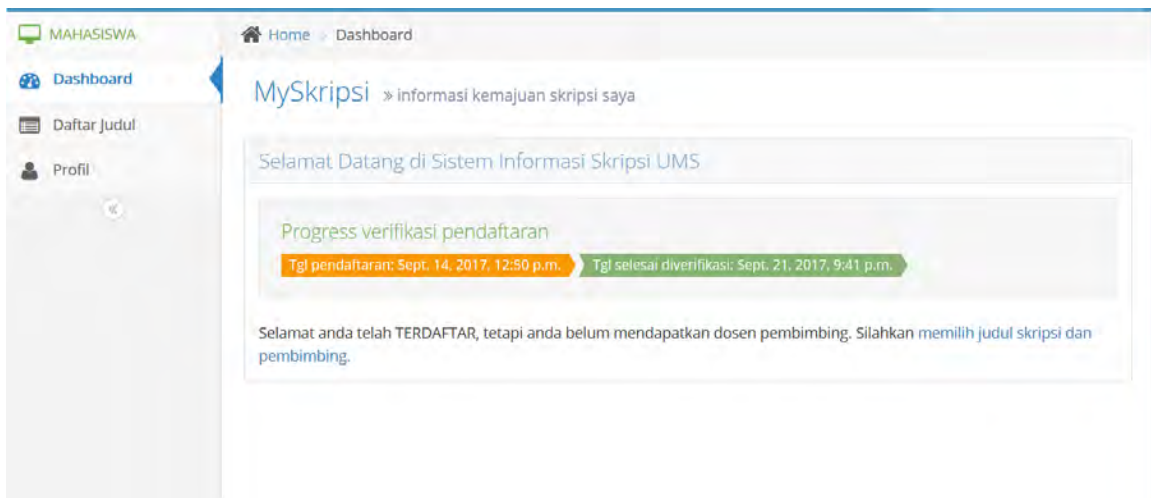 MAHASISWA
Home Dashboard
Dashboard
Daftar Judul
Profil
MySkripsi » informasi kemajuan skripsi saya
Selamat Datang di Sistem Informasi Skripsi UMS
Progress verifikasi pendaftaran
Tgl pendaftaran: Sept. 14, 2017, 12:50 p.m. Tgl selesai diverifikasi: Sept. 21, 2017, 9:41 p.m.
Selamat anda telah TERDAFTAR, tetapi anda belum mendapatkan dosen pembimbing. Silahkan memilih judul skripsi dan
pembimbing.